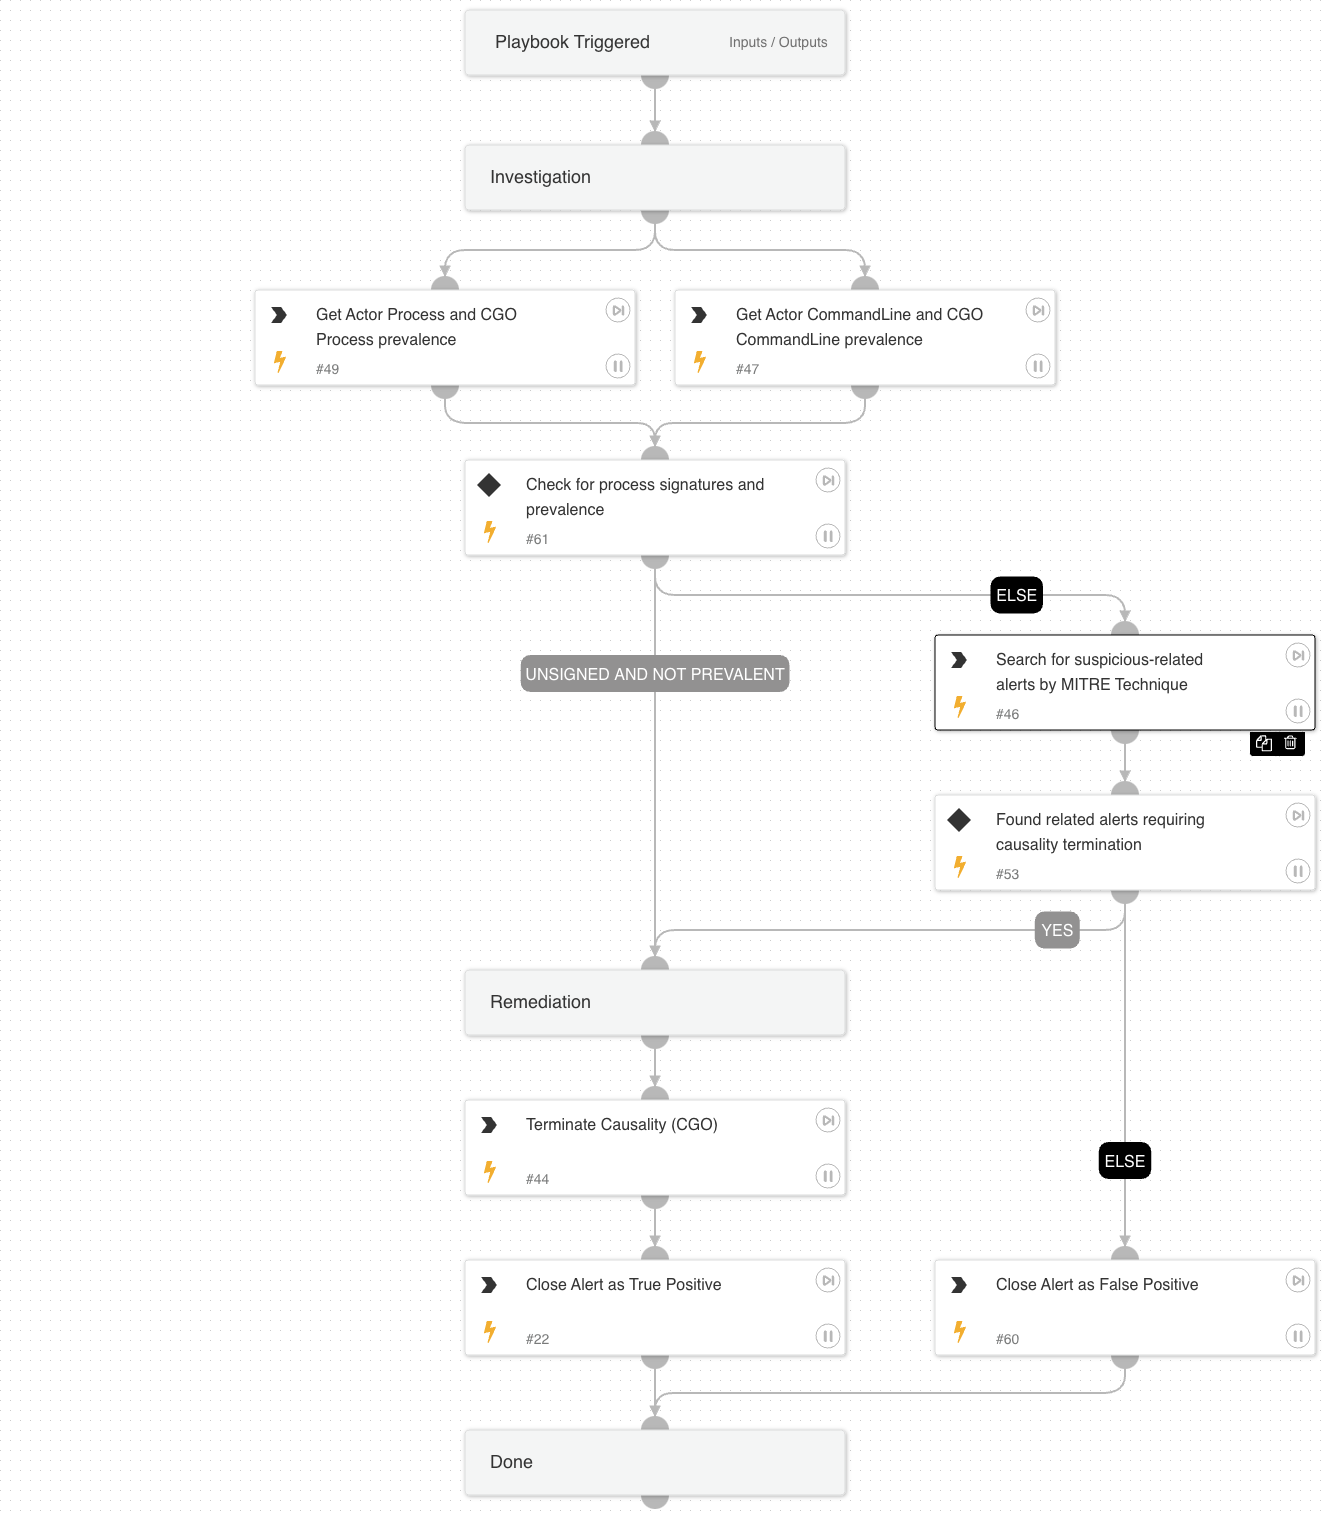 Playbook Triggered
Inputs / Outputs
Investigation
Get Actor Process and CGO
Process prevalence
#49
Get Actor CommandLine and CGO
CommandLine prevalence
#47
Check for process signatures and
prevalence
#61
ELSE
UNSIGNED AND NOT PREVALENT
Search for suspicious-related
alerts by MITRE Technique
#46
Found related alerts requiring
causality termination
#53
YES
Remediation
Terminate Causality (CGO)
#44
ELSE
Close Alert as True Positive
#22
Close Alert as False Positive
#60
Done